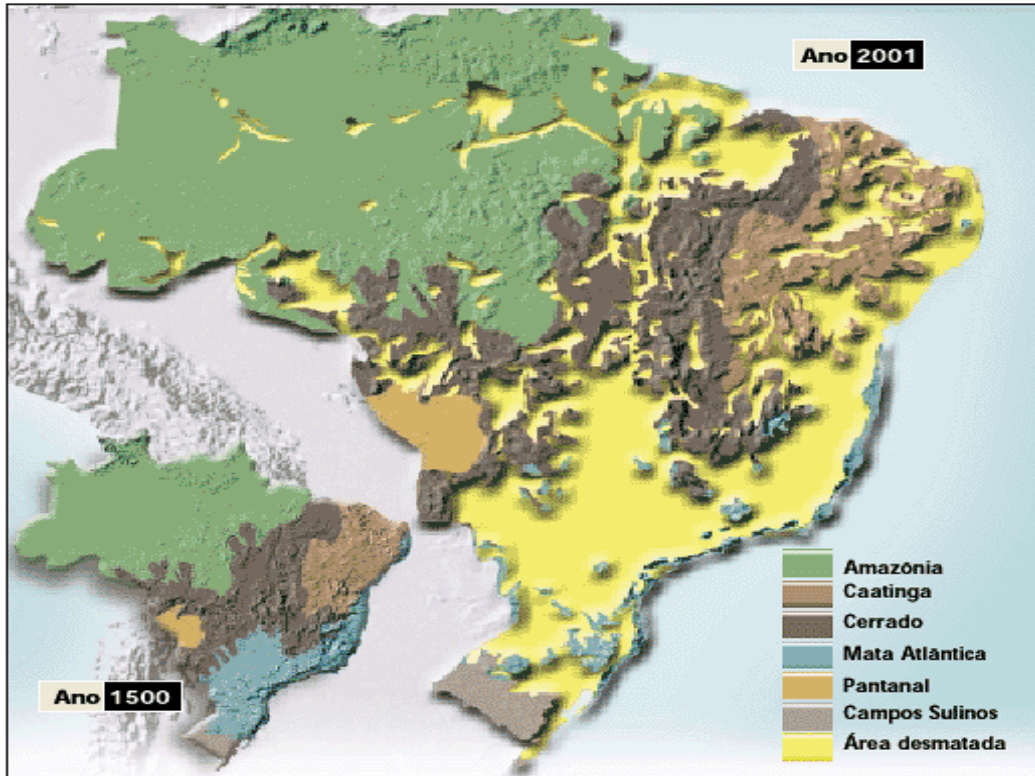 Ano 2001
Amazônia
Caatinga
Cerrado
Mata Atlântica
Pantanal
Campos Sulinos
Área desmatada
Ano 1500